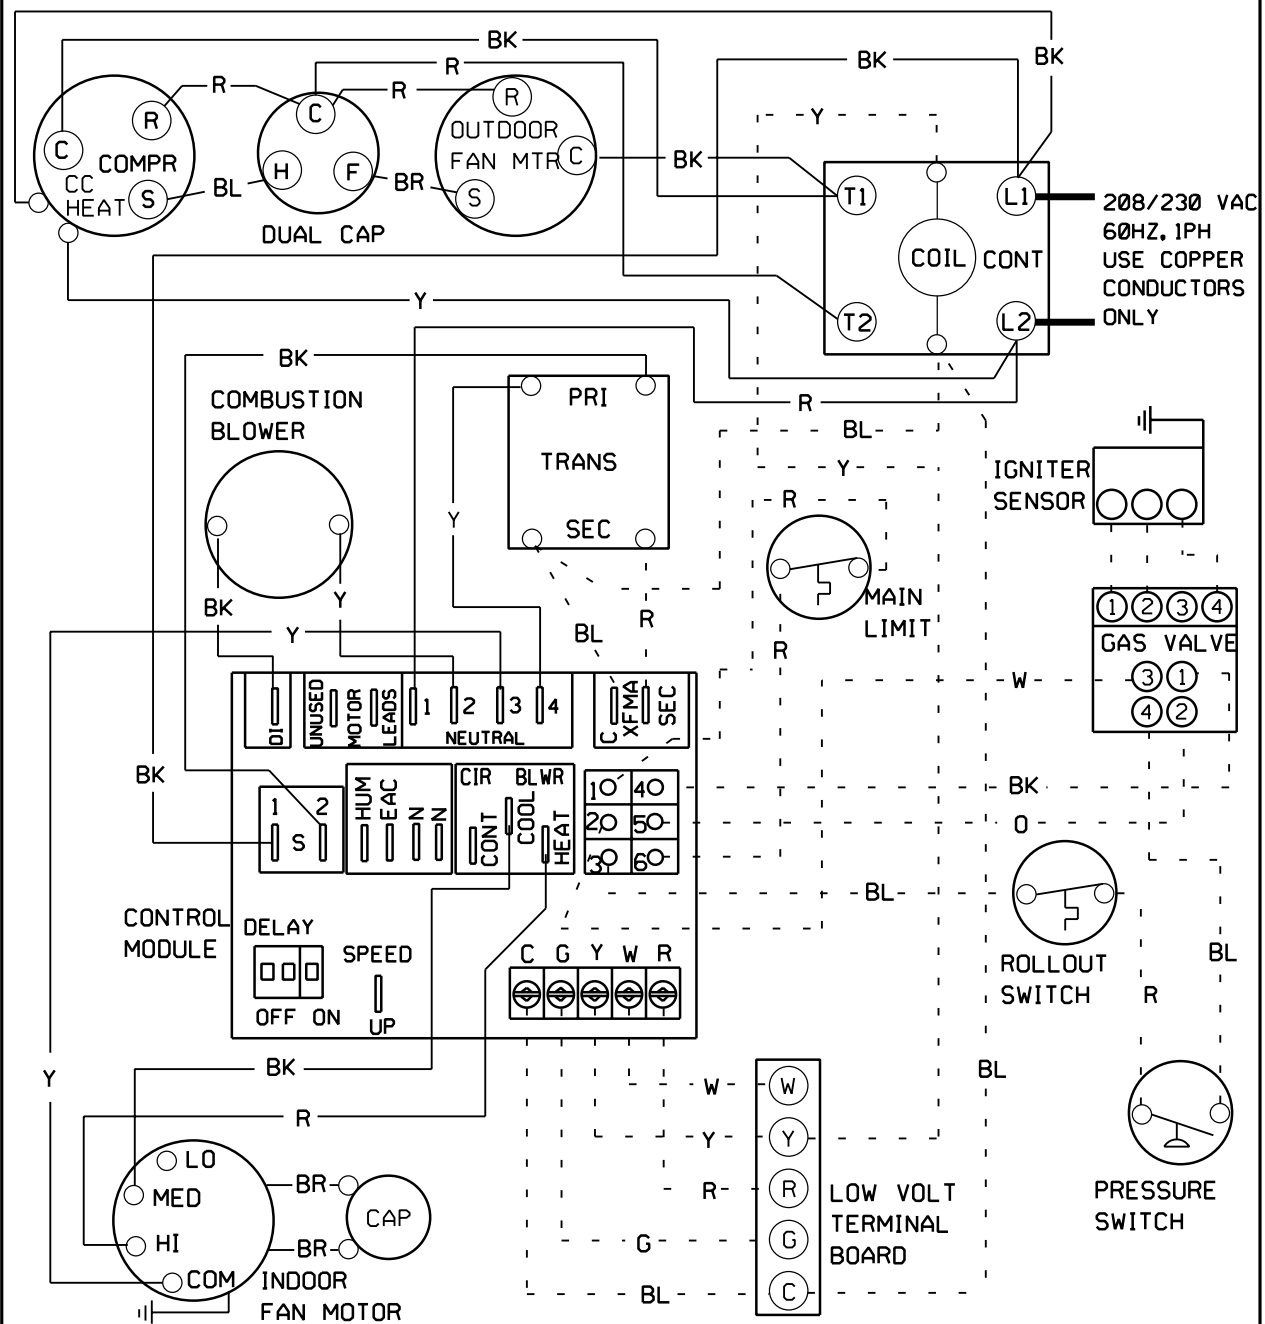 BK
R
BK
BK
R
R
Y
R
C
R
C
COMPR
CC
HEAT
S
BL
H
F
BR
DUAL CAP
OUTDOOR
FAN MTR
C
S
BK
T1
L1
COIL
CONT
T2
L2
208/230 VAC
60HZ, 1PH
USE COPPER
CONDUCTORS
ONLY
Y
BK
R
BL
Y
COMBUSTION
BLOWER
PRI
TRANS
SEC
Y
R
IGNITER
SENSOR
MAIN
LIMIT
BK
Y
BL
R
R
Y
1
2
3
4
GAS VALVE
3
1
4
2
W
DI
UNUSED
MOTOR
LEADS
1
2
3
4
NEUTRAL
C
XFMA
SEC
BK
1
2
S
HUM
EAC
N
N
CIR
BLWR
CONT
COOL
HEAT
1
4
2
5
3
6
BK
O
BL
CONTROL
MODULE
DELAY
OFF
ON
SPEED
UP
C
G
Y
W
R
ROLLOUT
SWITCH
R
BL
BL
Y
BK
R
W
Y
R
G
BL
W
Y
R
G
C
LOW VOLT
TERMINAL
BOARD
PRESSURE
SWITCH
LO
MED
HI
COM
BR
BR
CAP
INDOOR
FAN MOTOR